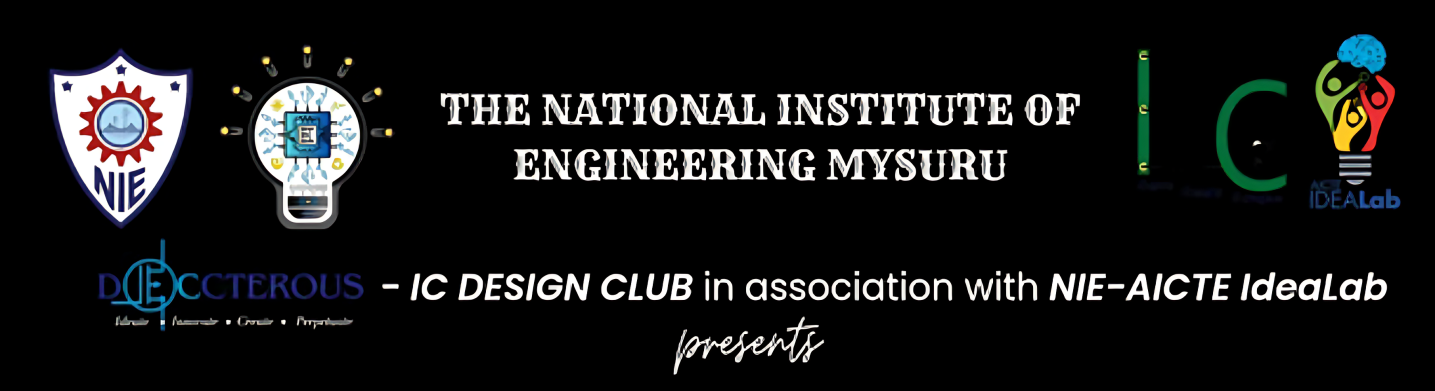 THE NATIONAL INSTITUTE OF
ENGINEERING MYSURU
NIE
IC
AICTE
IDEALab
DIECCTEROUS - IC DESIGN CLUB in association with NIE-AICTE IdeaLab
presents